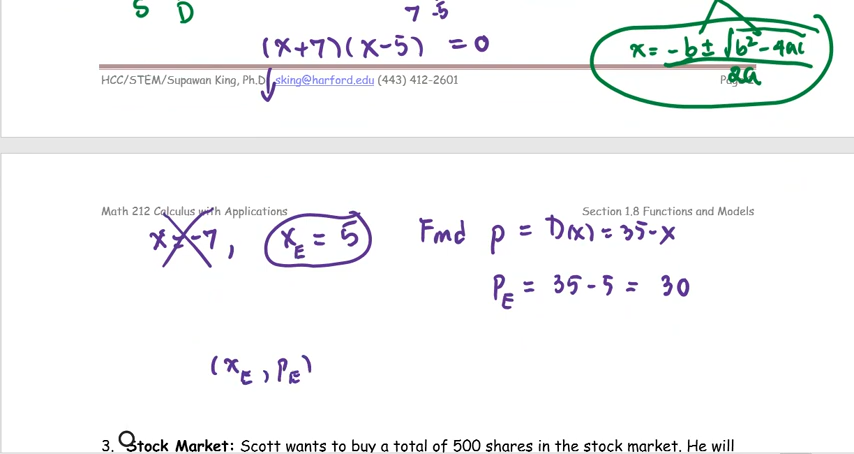 S D
7 -5
(x+7)(x-5) = 0
x = -b ± √b² - 4ac
2a
HCC/STEM/Supawan King, Ph.D sking@harford.edu (443) 412-2601
Math 212 Calculus with Applications Section 1.8 Functions and Models
x = -7, x_E = 5 Find p = D(x) = 35 - x
P_E = 35 - 5 = 30
(x_E, P_E)
3. Stock Market: Scott wants to buy a total of 500 shares in the stock market. He will